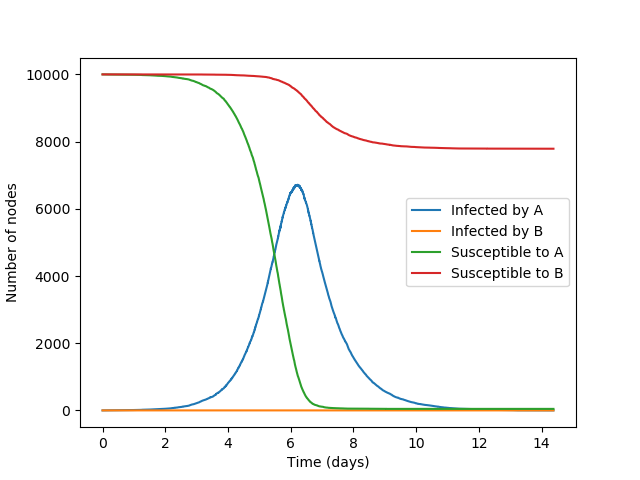 Number of nodes
10000
8000
6000
4000
2000
0
Infected by A
Infected by B
Susceptible to A
Susceptible to B
0 2 4 6 8 10 12 14
Time (days)